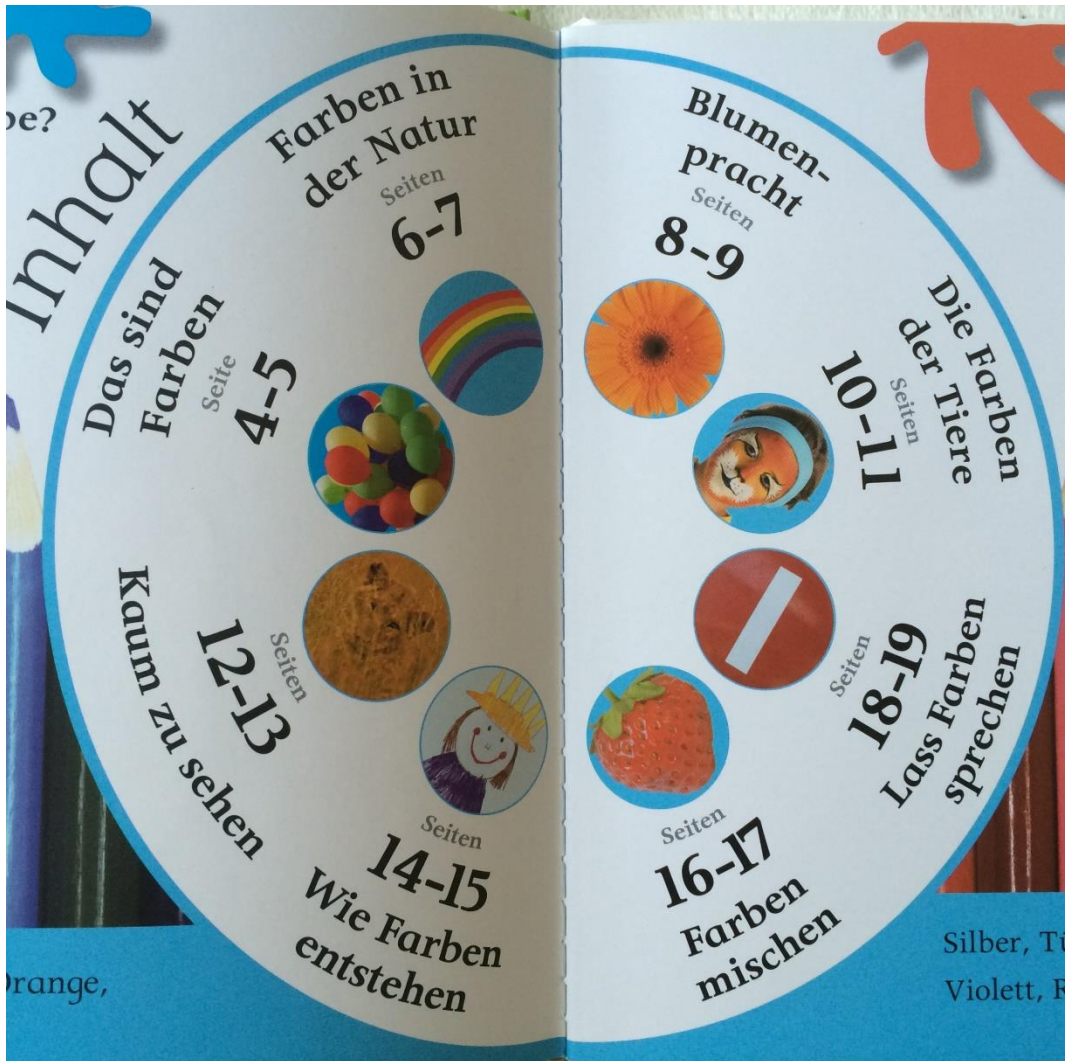 Inhalt
Das sind
Farben
Seite
4-5
Farben in
der Natur
Seiten
6-7
Blumen-
pracht
Seiten
8-9
Die Farben
der Tiere
Seiten
10-11
Kaum zu sehen
Seiten
12-13
Seiten
14-15
Wie Farben
entstehen
Seiten
16-17
Farben
mischen
Seiten
18-19
Lass Farben
sprechen
Orange,
Silber,
Violett,